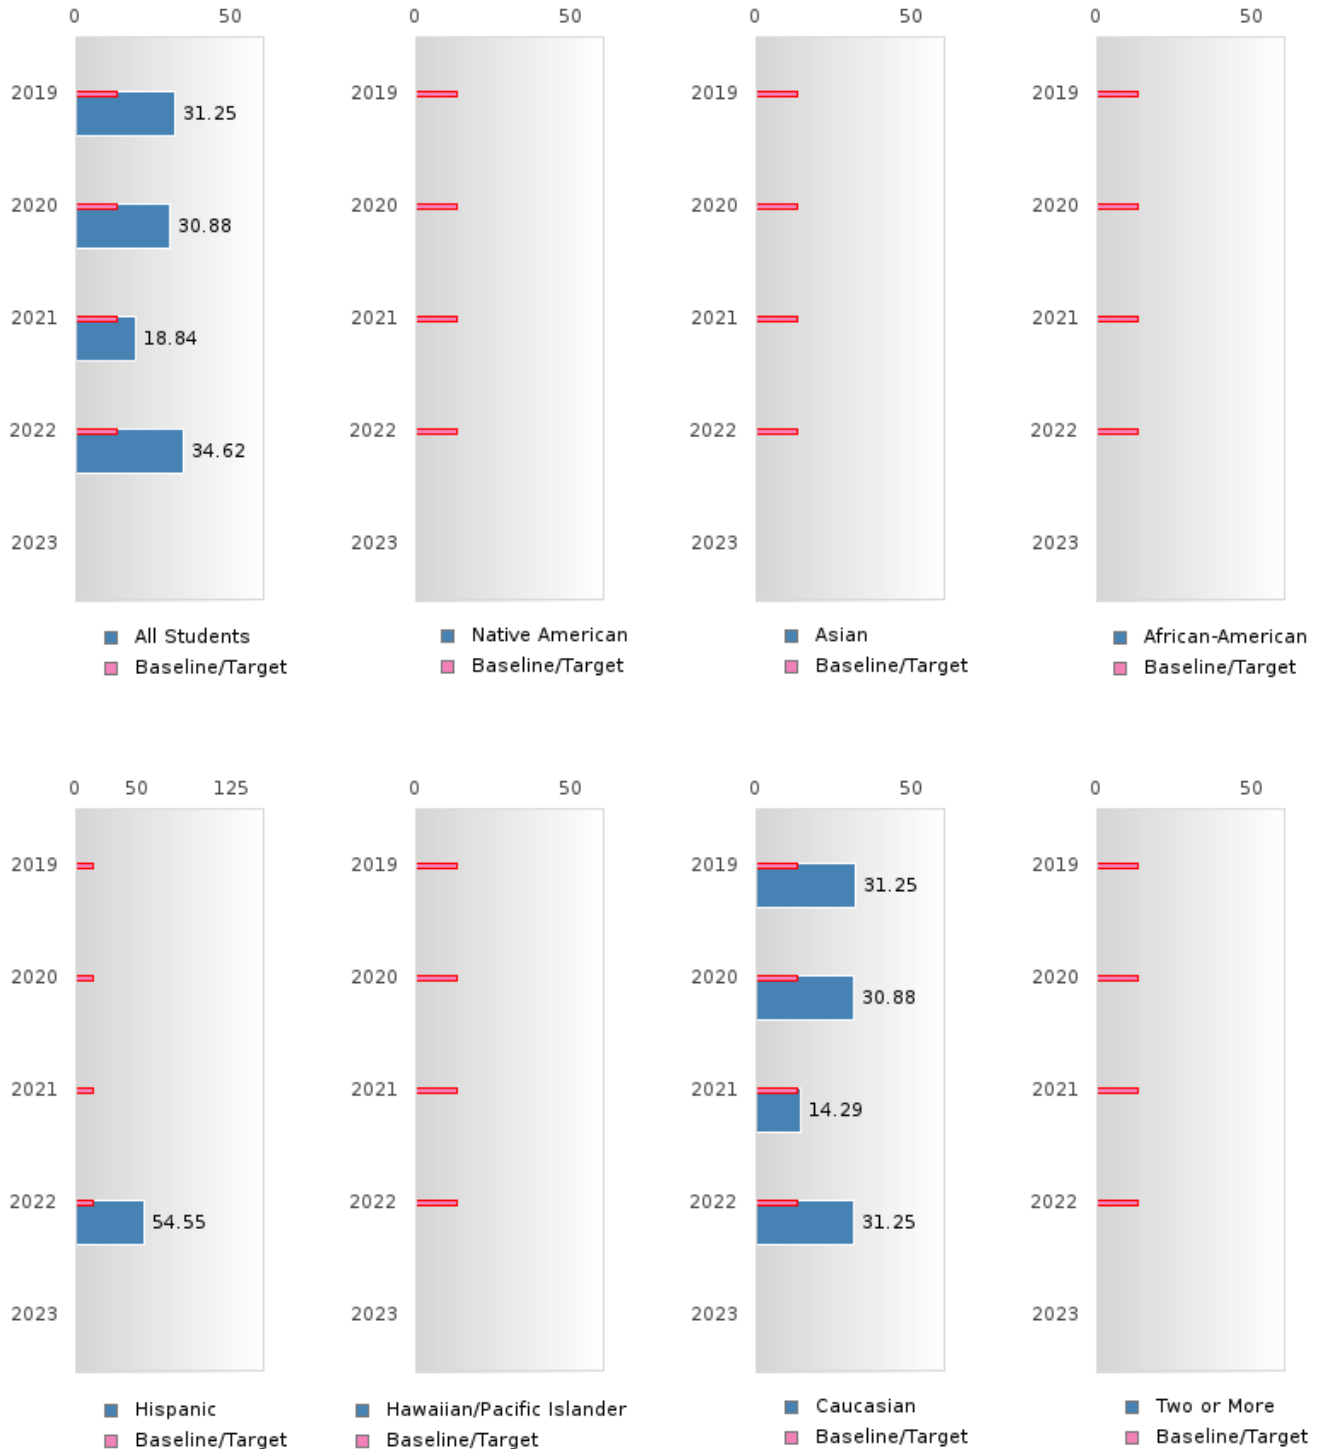 0 50 0 50 0 50 0 50
2019 31.25 2019 2019 2019
2020 30.88 2020 2020 2020
2021 18.84 2021 2021 2021
2022 34.62 2022 2022 2022
2023 2023 2023 2023
All Students Native American Asian African-American
Baseline/Target Baseline/Target Baseline/Target Baseline/Target
0 50 125 0 50 0 50 0 50
2019 2019 2019 31.25 2019
2020 2020 2020 30.88 2020
2021 2021 2021 14.29 2021
2022 54.55 2022 2022 31.25 2022
2023 2023 2023 2023
Hispanic Hawaiian/Pacific Islander Caucasian Two or More
Baseline/Target Baseline/Target Baseline/Target Baseline/Target